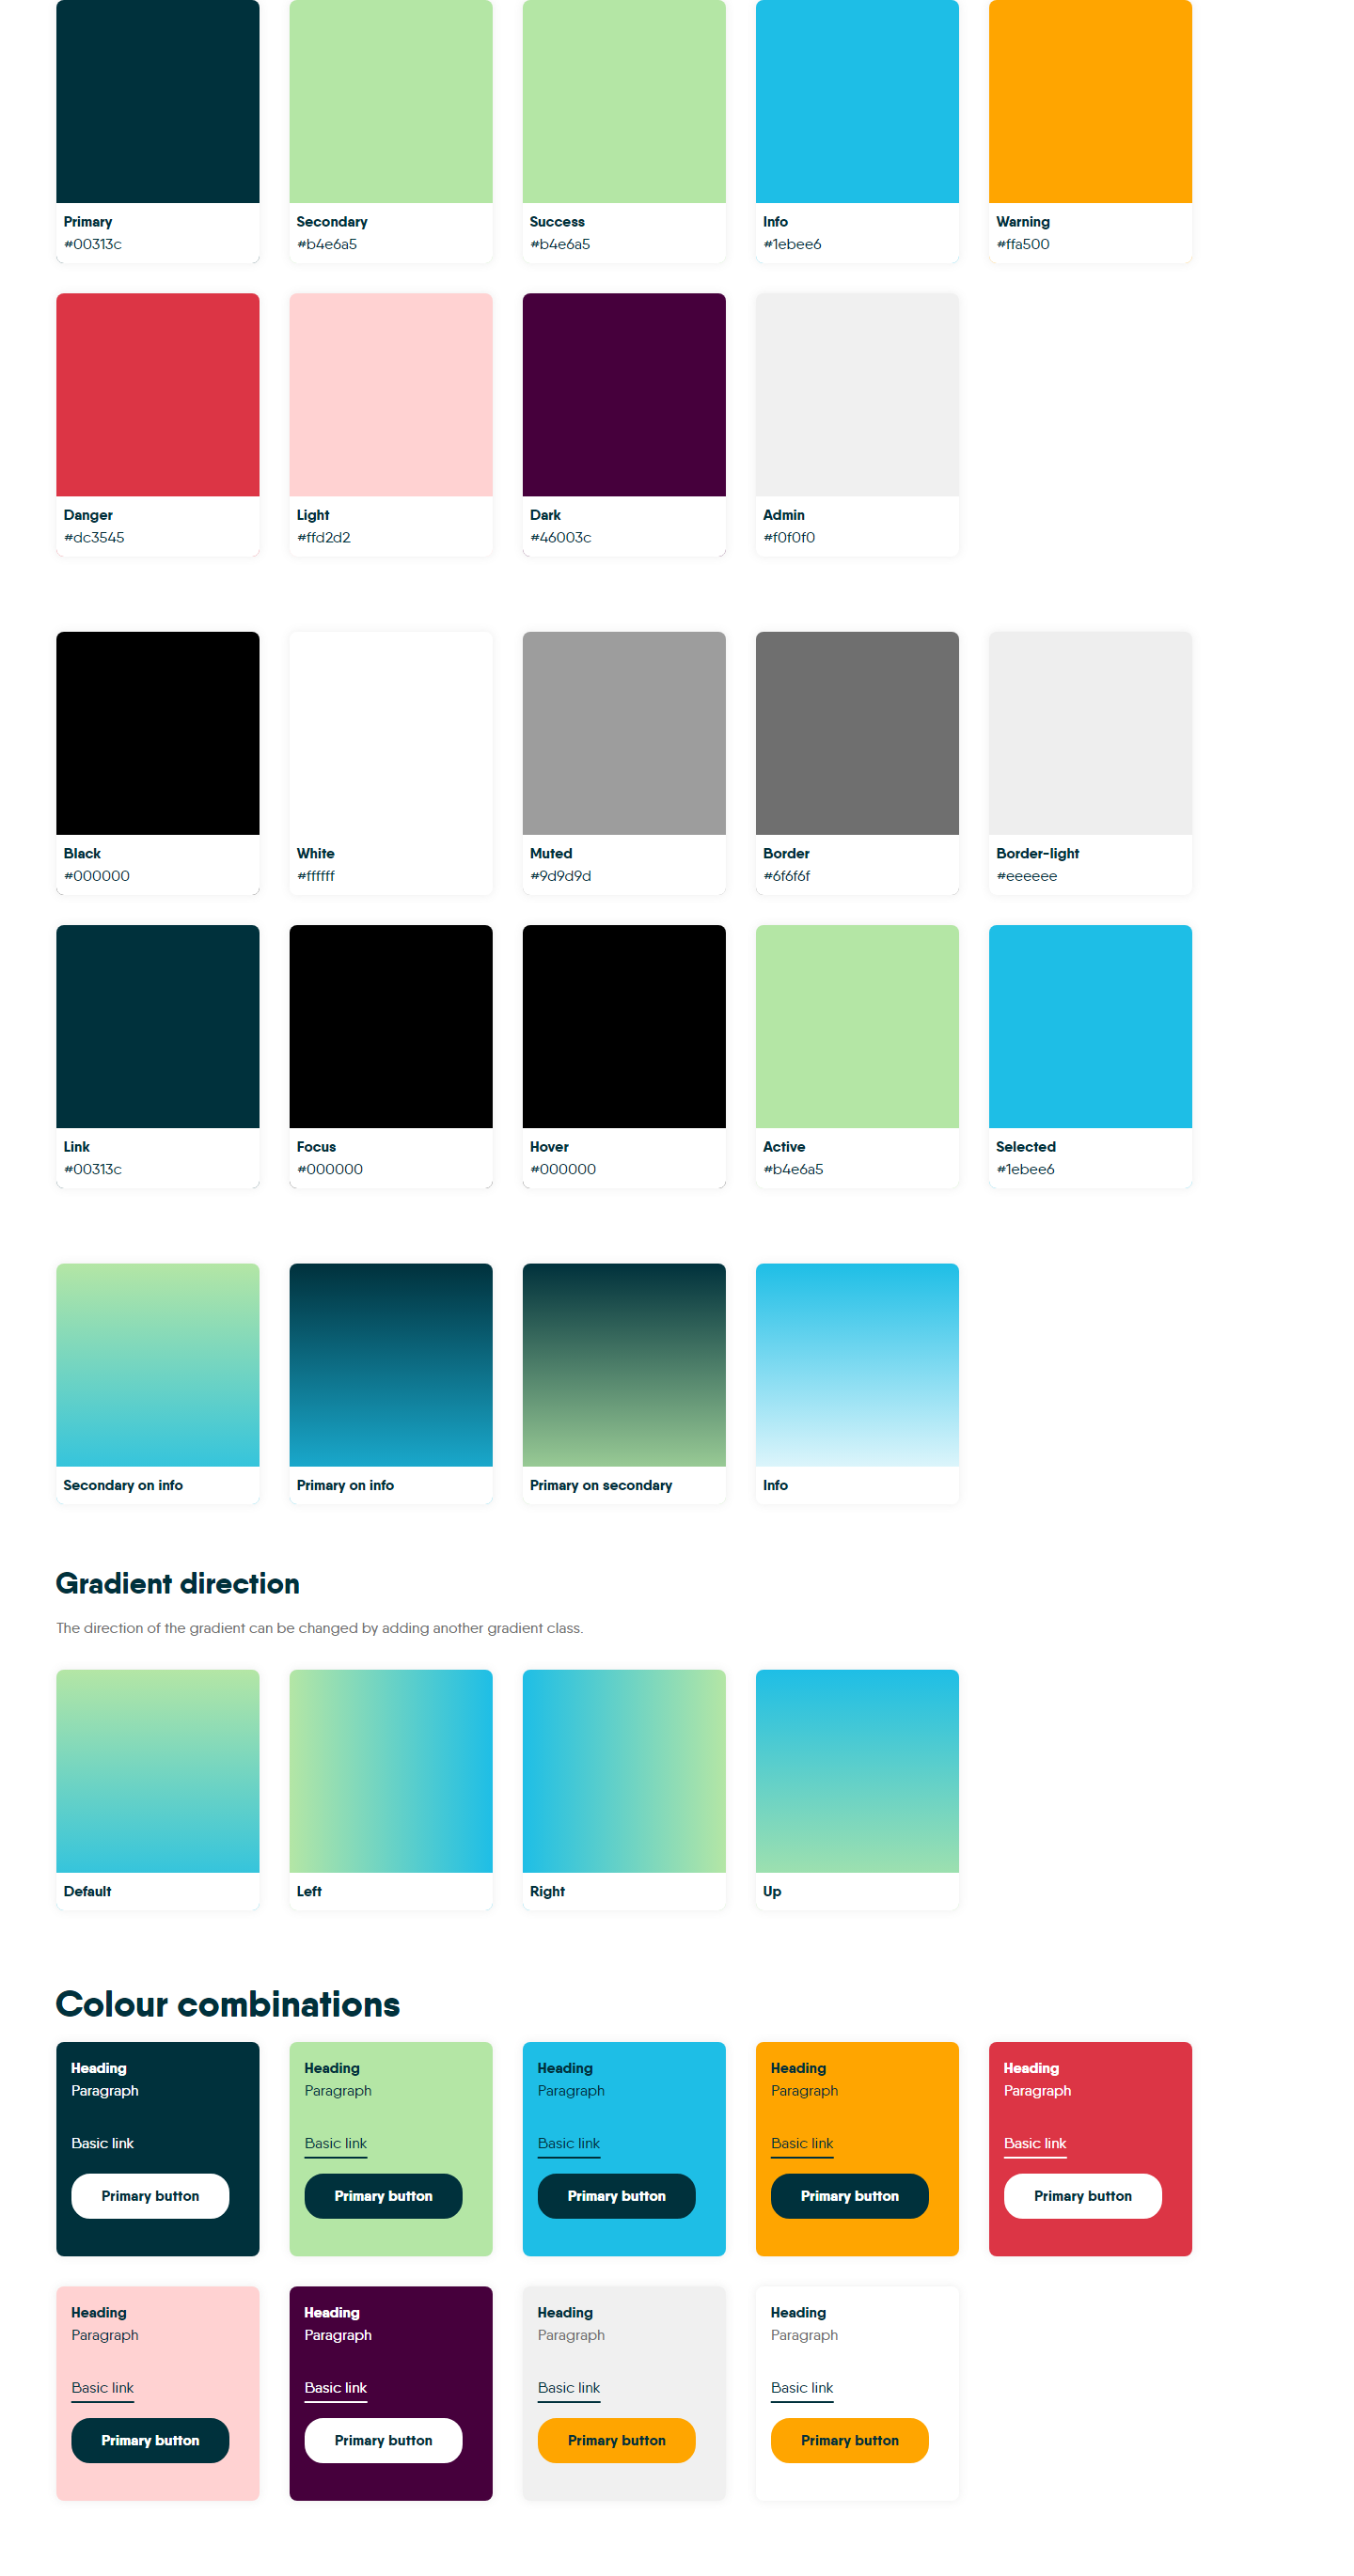 Primary
#00313c
Secondary
#b4e6a5
Success
#b4e6a5
Info
#1ebee6
Warning
#ffa500
Danger
#dc3545
Light
#ffd2d2
Dark
#46003c
Admin
#f0f0f0
Black
#000000
White
#ffffff
Muted
#9d9d9d
Border
#6f6f6f
Border-light
#eeeeee
Link
#00313c
Focus
#000000
Hover
#000000
Active
#b4e6a5
Selected
#1ebee6
Secondary on info
Primary on info
Primary on secondary
Info
Gradient direction
The direction of the gradient can be changed by adding another gradient class.
Default
Left
Right
Up
Colour combinations
Heading
Paragraph
Basic link
Primary button
Heading
Paragraph
Basic link
Primary button
Heading
Paragraph
Basic link
Primary button
Heading
Paragraph
Basic link
Primary button
Heading
Paragraph
Basic link
Primary button
Heading
Paragraph
Basic link
Primary button
Heading
Paragraph
Basic link
Primary button
Heading
Paragraph
Basic link
Primary button
Heading
Paragraph
Basic link
Primary button